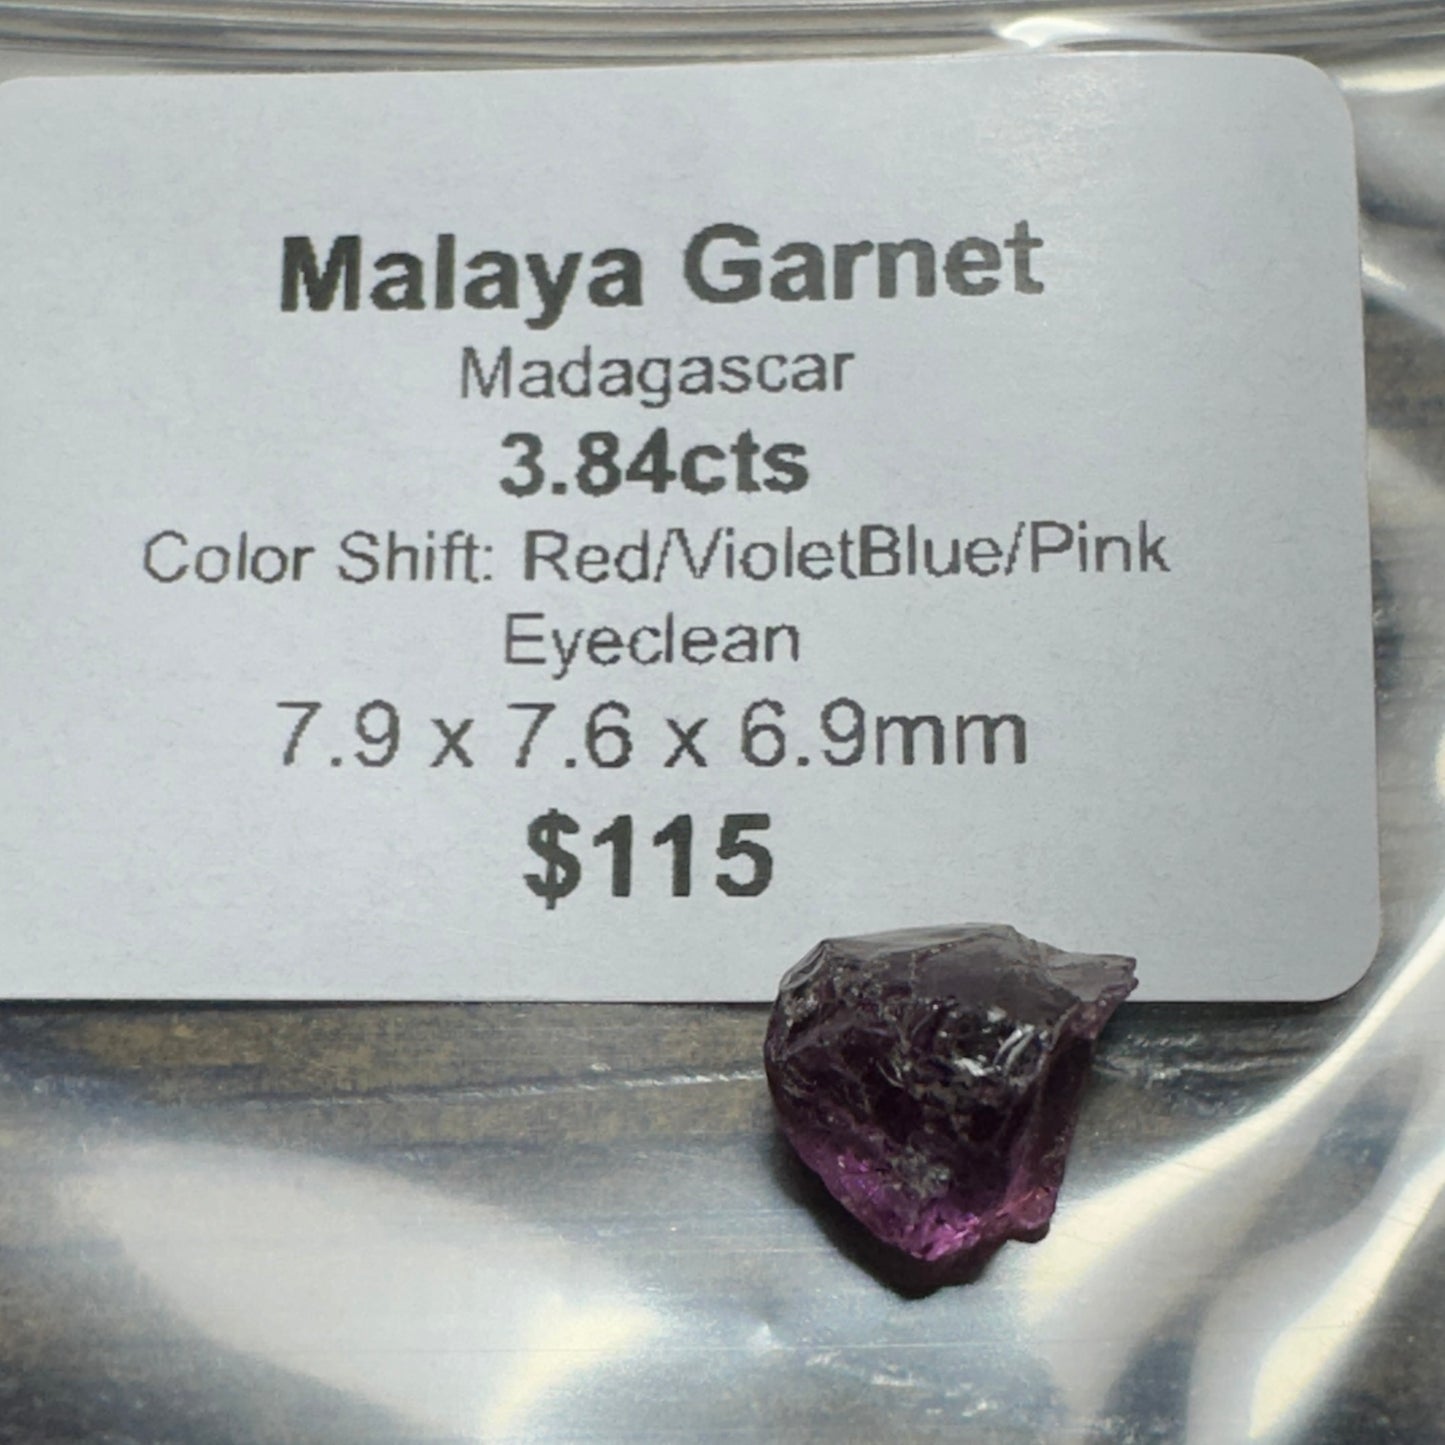 Malaya Garnet
Madagascar
3.84cts
Color Shift: Red/VioletBlue/Pink
Eyeclean
7.9 x 7.6 x 6.9mm
$115